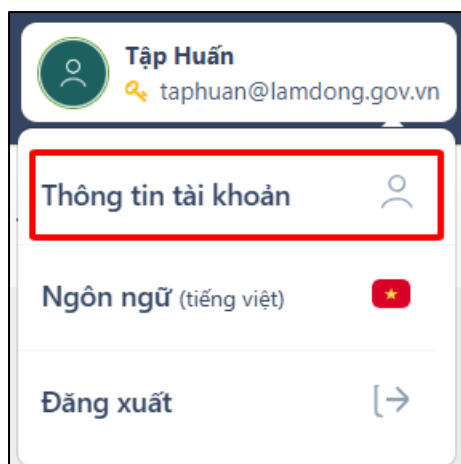 Tập Huấn
taphuan@lamdong.gov.vn
Thông tin tài khoản
Ngôn ngữ (tiếng việt)
Đăng xuất